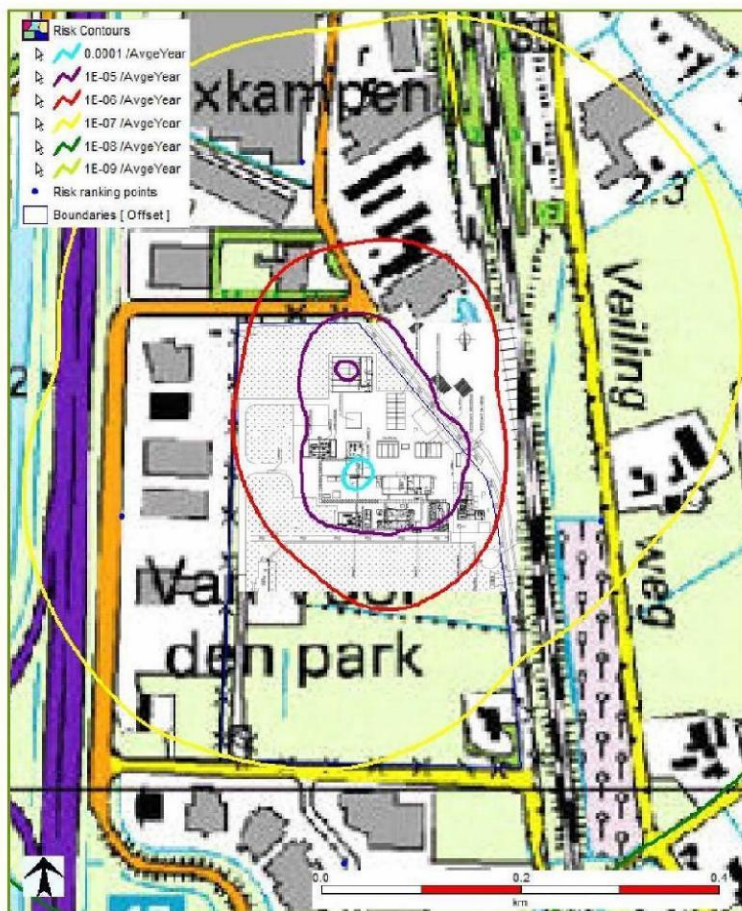 Risk Contours
0.0001 /AvgeYear
1E-05 /AvgeYear
1E-06 /AvgeYear
1E-07 /AvgeYear
1E-08 /AvgeYear
1E-09 /AvgeYear
Risk ranking points
Boundaries [ Offset ]
xkampen
2.3
2
Veiling
weg
den park
0.0
0.2
0.4
km